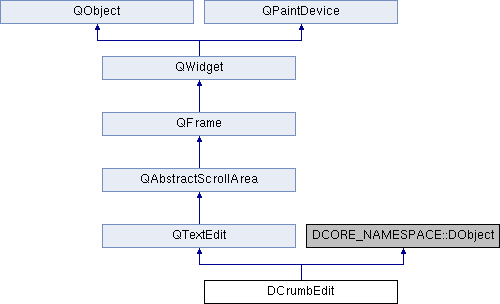 QObject
QPaintDevice
QWidget
QFrame
QAbstractScrollArea
QTextEdit
DCORE_NAMESPACE::DObject
DCrumbEdit